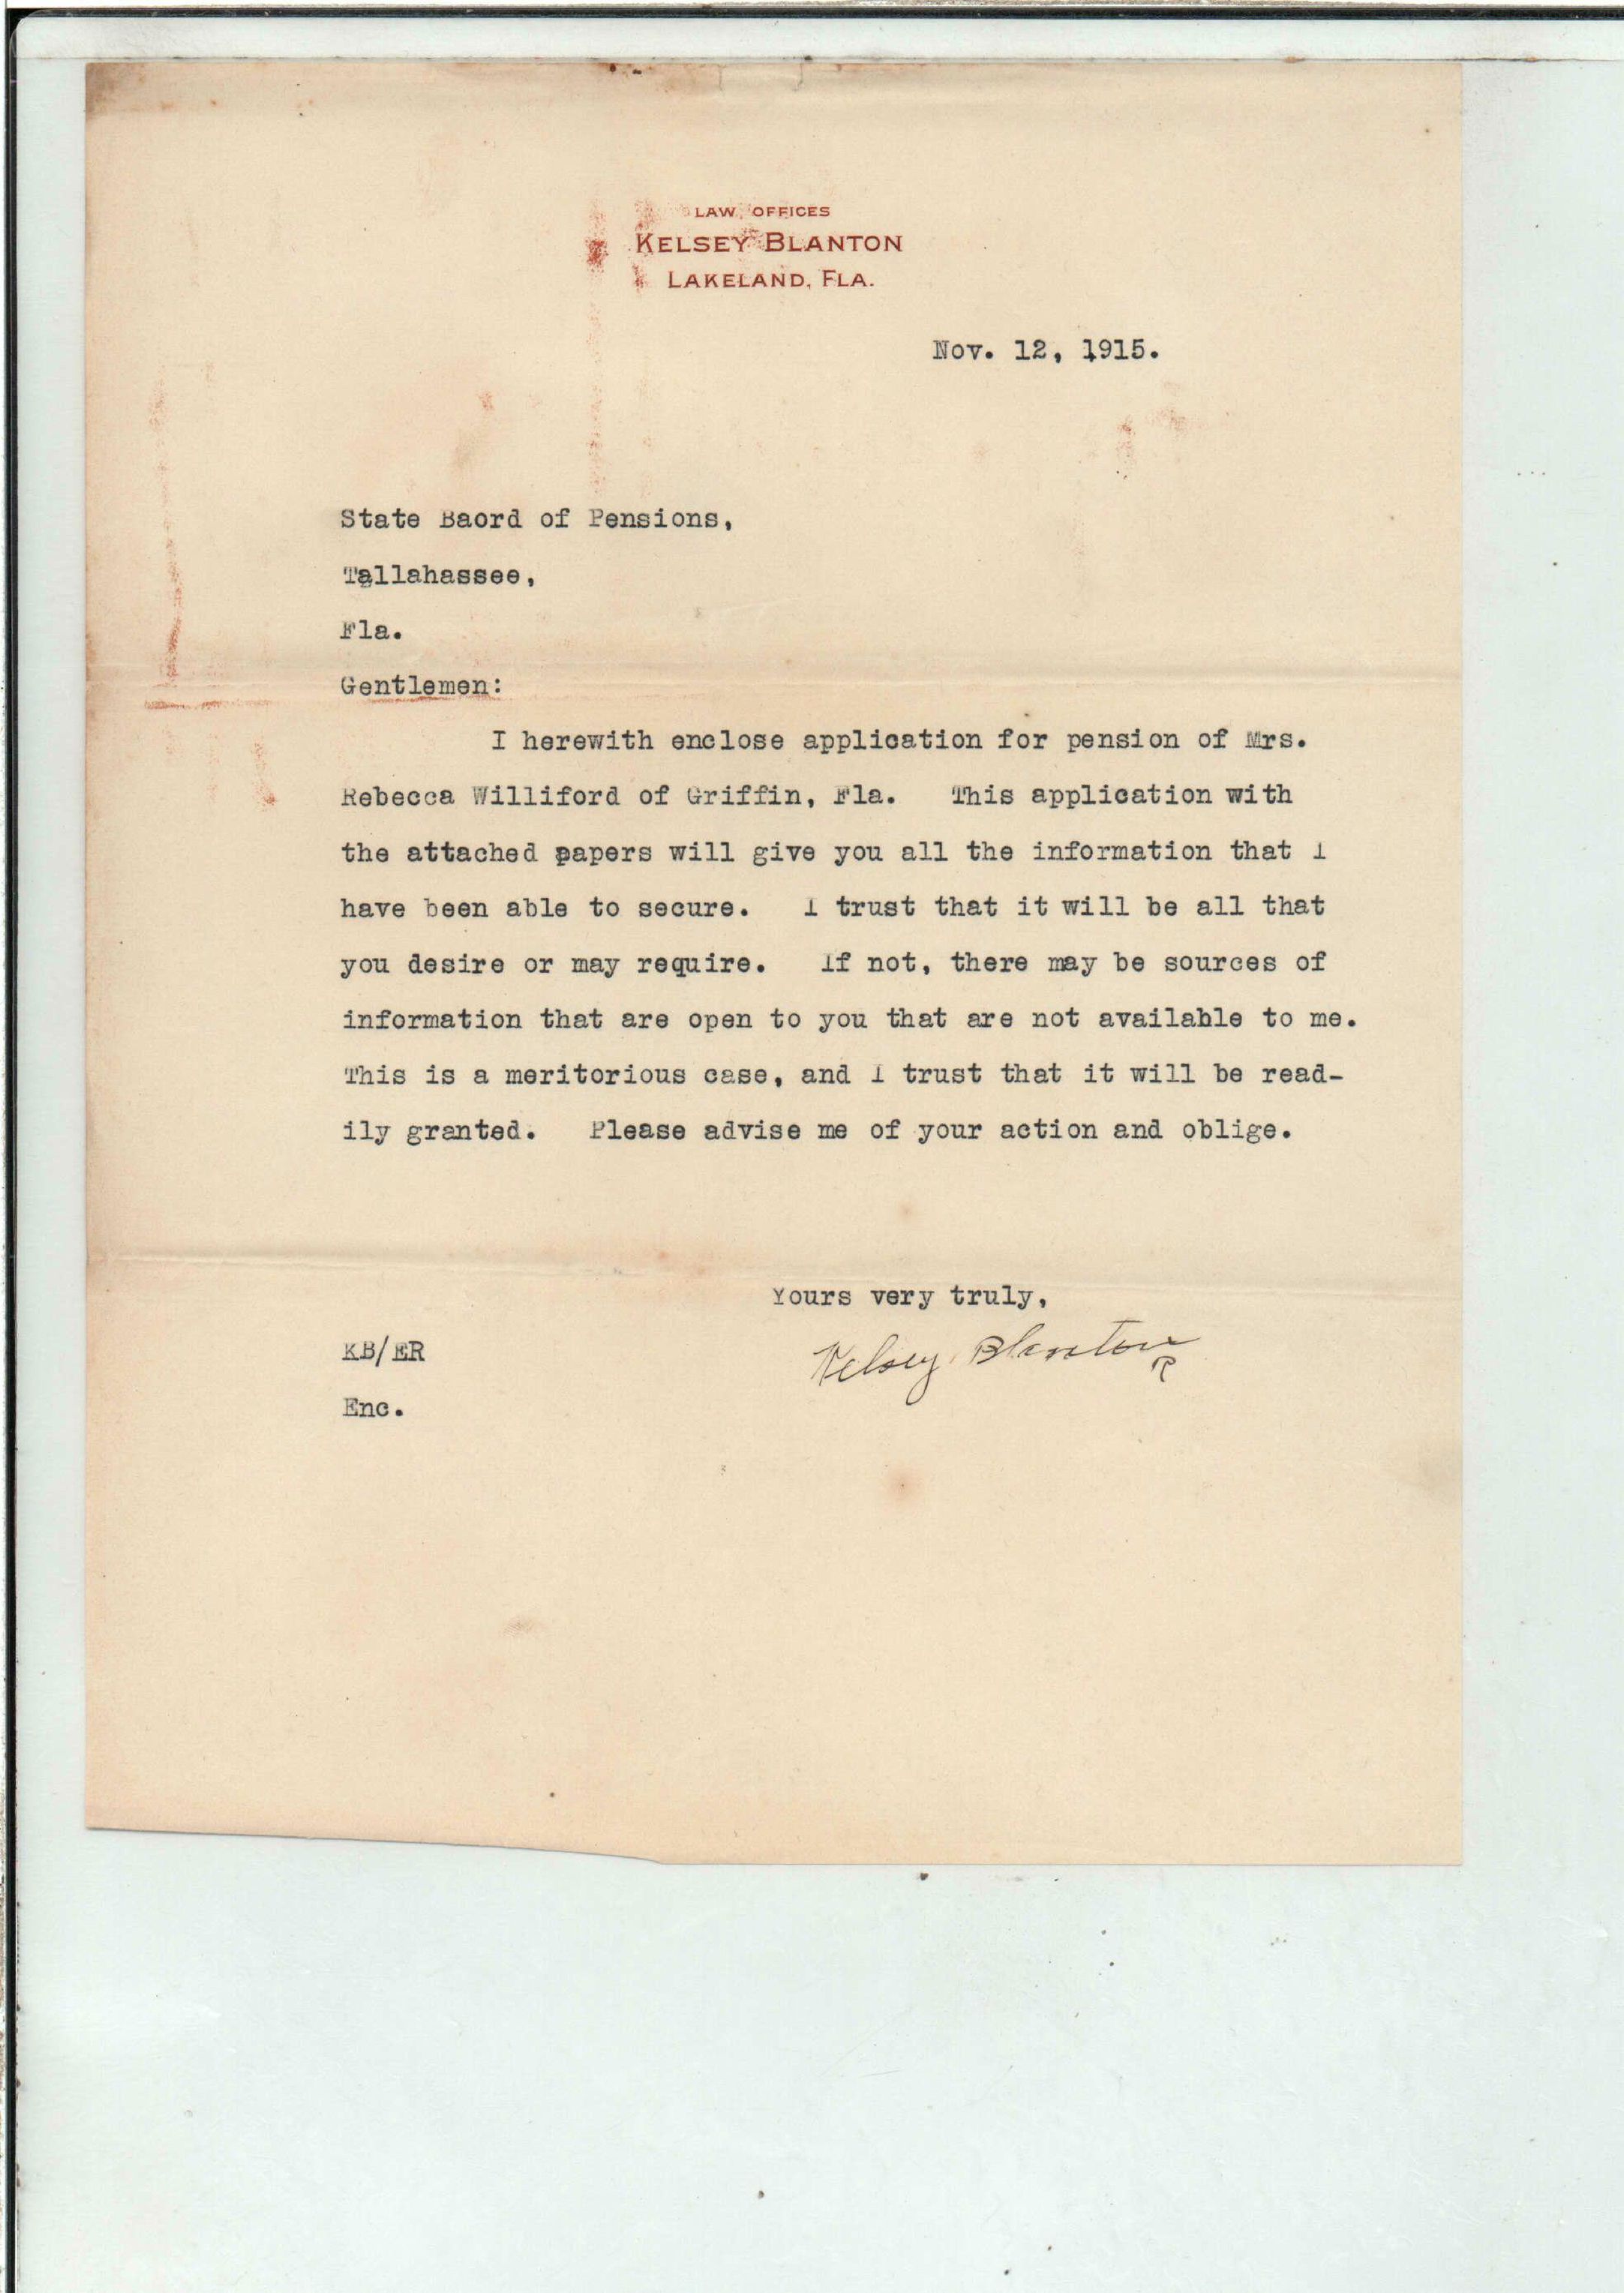 LAW OFFICES
KELSEY BLANTON
LAKELAND, FLA.
Nov. 12, 1915.
State Baord of Pensions,
Tallahassee,
Fla.
Gentlemen:
I herewith enclose application for pension of Mrs.
Rebecca Williford of Griffin, Fla. This application with
the attached papers will give you all the information that I
have been able to secure. I trust that it will be all that
you desire or may require. If not, there may be sources of
information that are open to you that are not available to me.
This is a meritorious case, and I trust that it will be read-
ily granted. Please advise me of your action and oblige.
Yours very truly,
Kelsey Blanton
R
KB/ER
Enc.